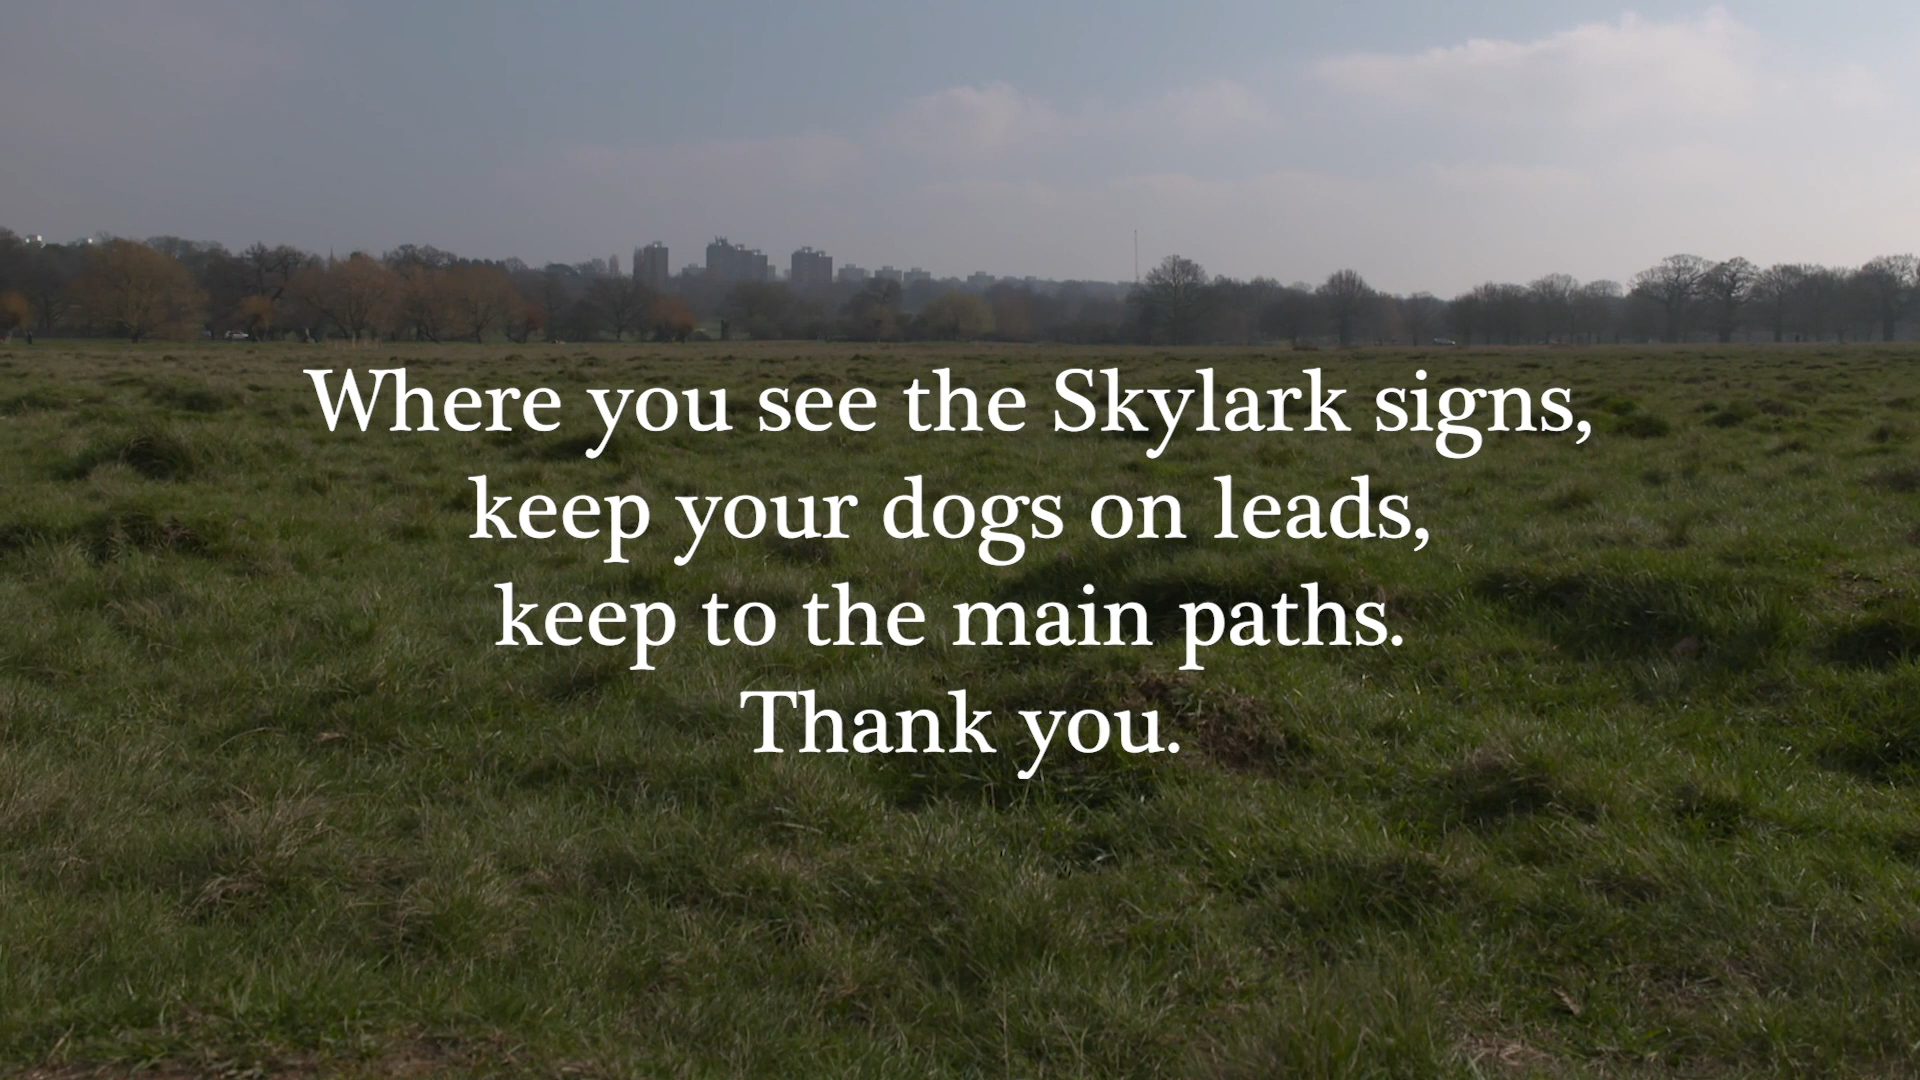 Where you see the Skylark signs,
keep your dogs on leads,
keep to the main paths.
Thank you.